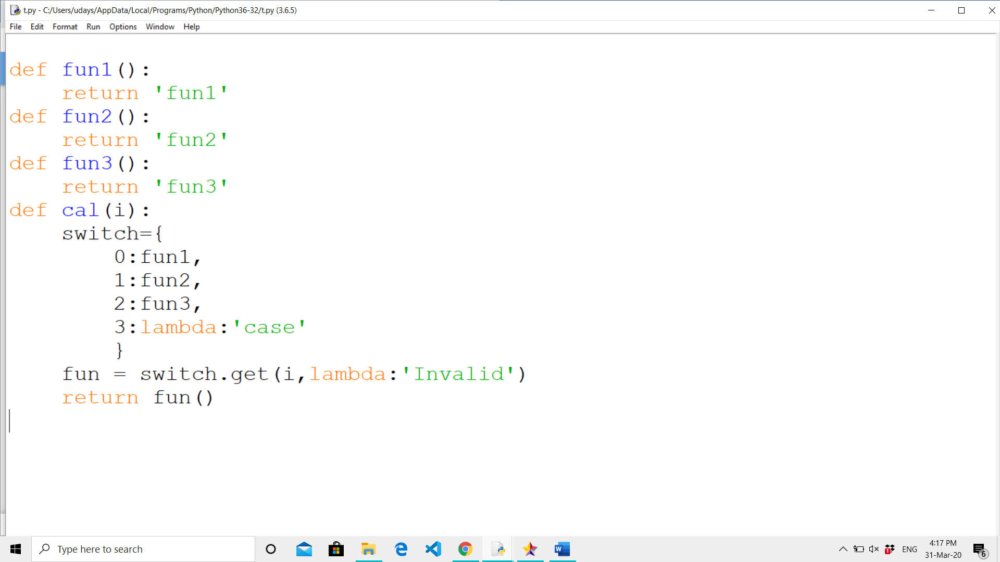 t.py - C:/Users/udays/AppData/Local/Programs/Python/Python36-32/t.py (3.6.5)
File Edit Format Run Options Window Help
def fun1():
    return 'fun1'
def fun2():
    return 'fun2'
def fun3():
    return 'fun3'
def cal(i):
    switch={
        0:fun1,
        1:fun2,
        2:fun3,
        3:lambda:'case'
        }
    fun = switch.get(i,lambda:'Invalid')
    return fun()
Type here to search
W
1
ENG
4:17 PM
31-Mar-20
6